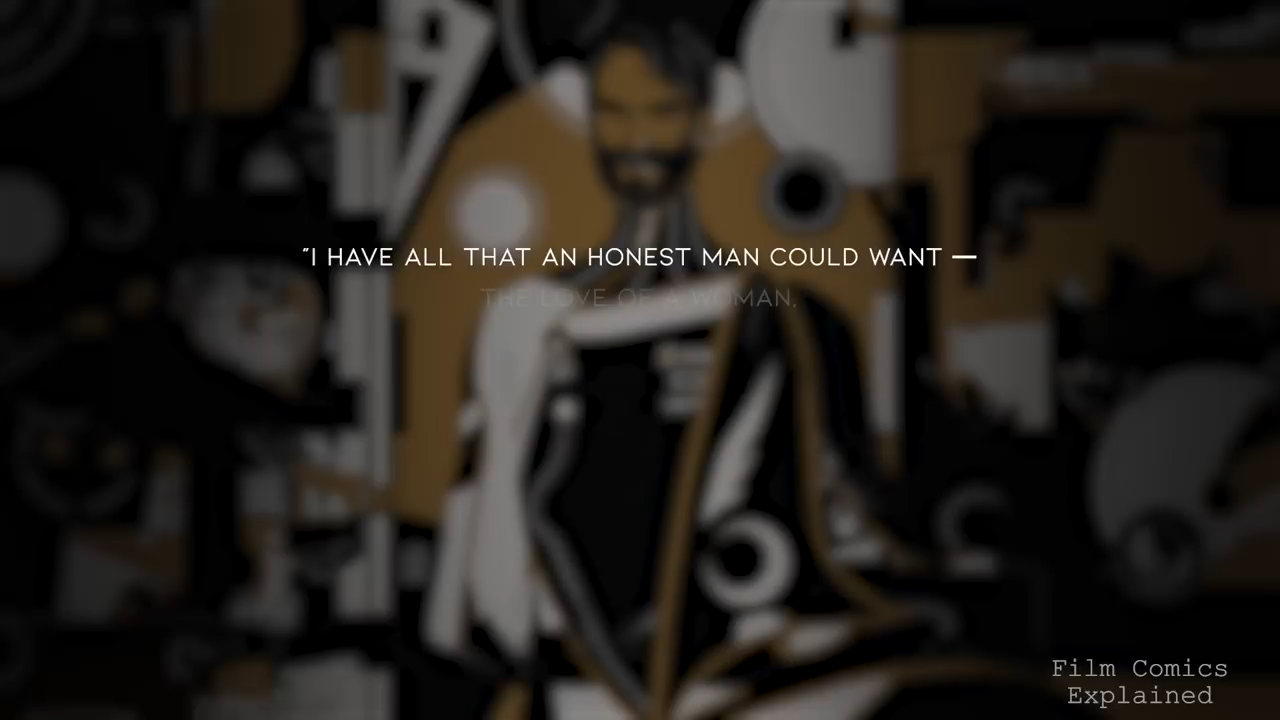 "I HAVE ALL THAT AN HONEST MAN COULD WANT —
THE LOVE OF A WOMAN.
Film Comics
Explained